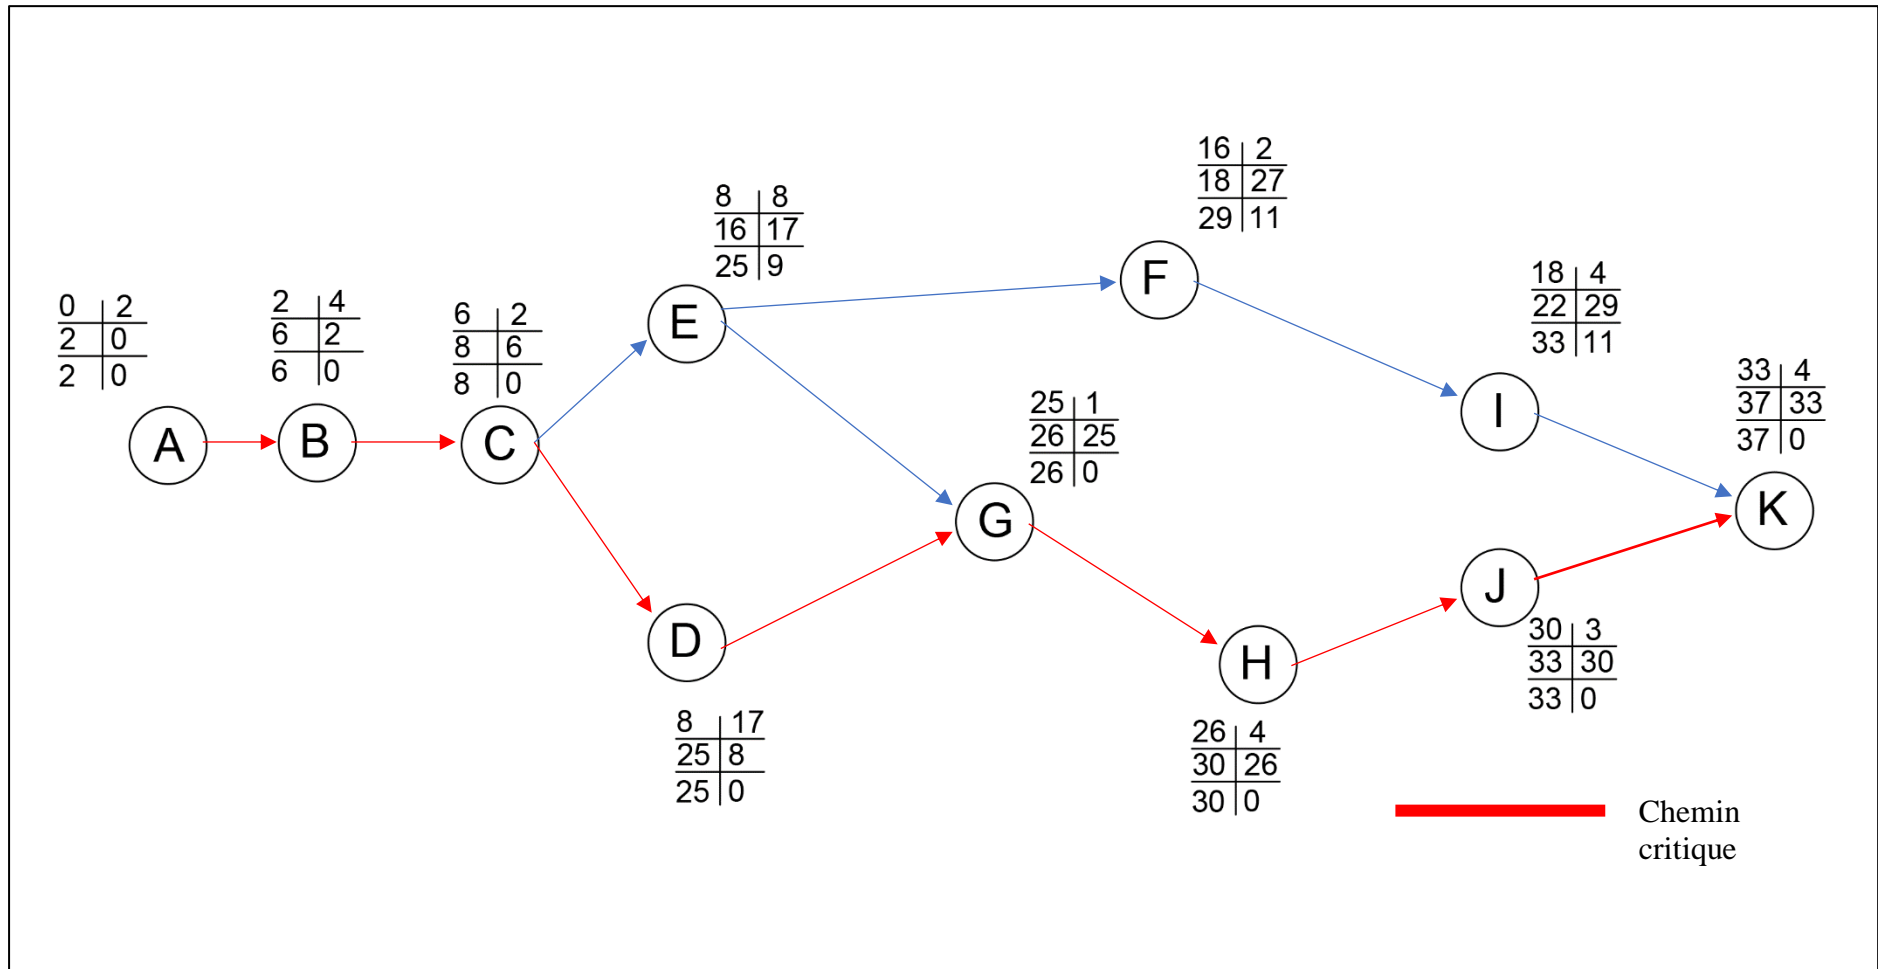 16 2
18 27
29 11
8 8
16 17
25 9
F
18 4
22 29
33 11
0 2
2 0
2 0
2 4
6 2
6 0
6 2
8 6
8 0
E
33 4
37 33
37 0
25 1
26 25
26 0
I
A
B
C
G
K
J
D
H
30 3
33 30
33 0
8 17
25 8
25 0
26 4
30 26
30 0
Chemin
critique